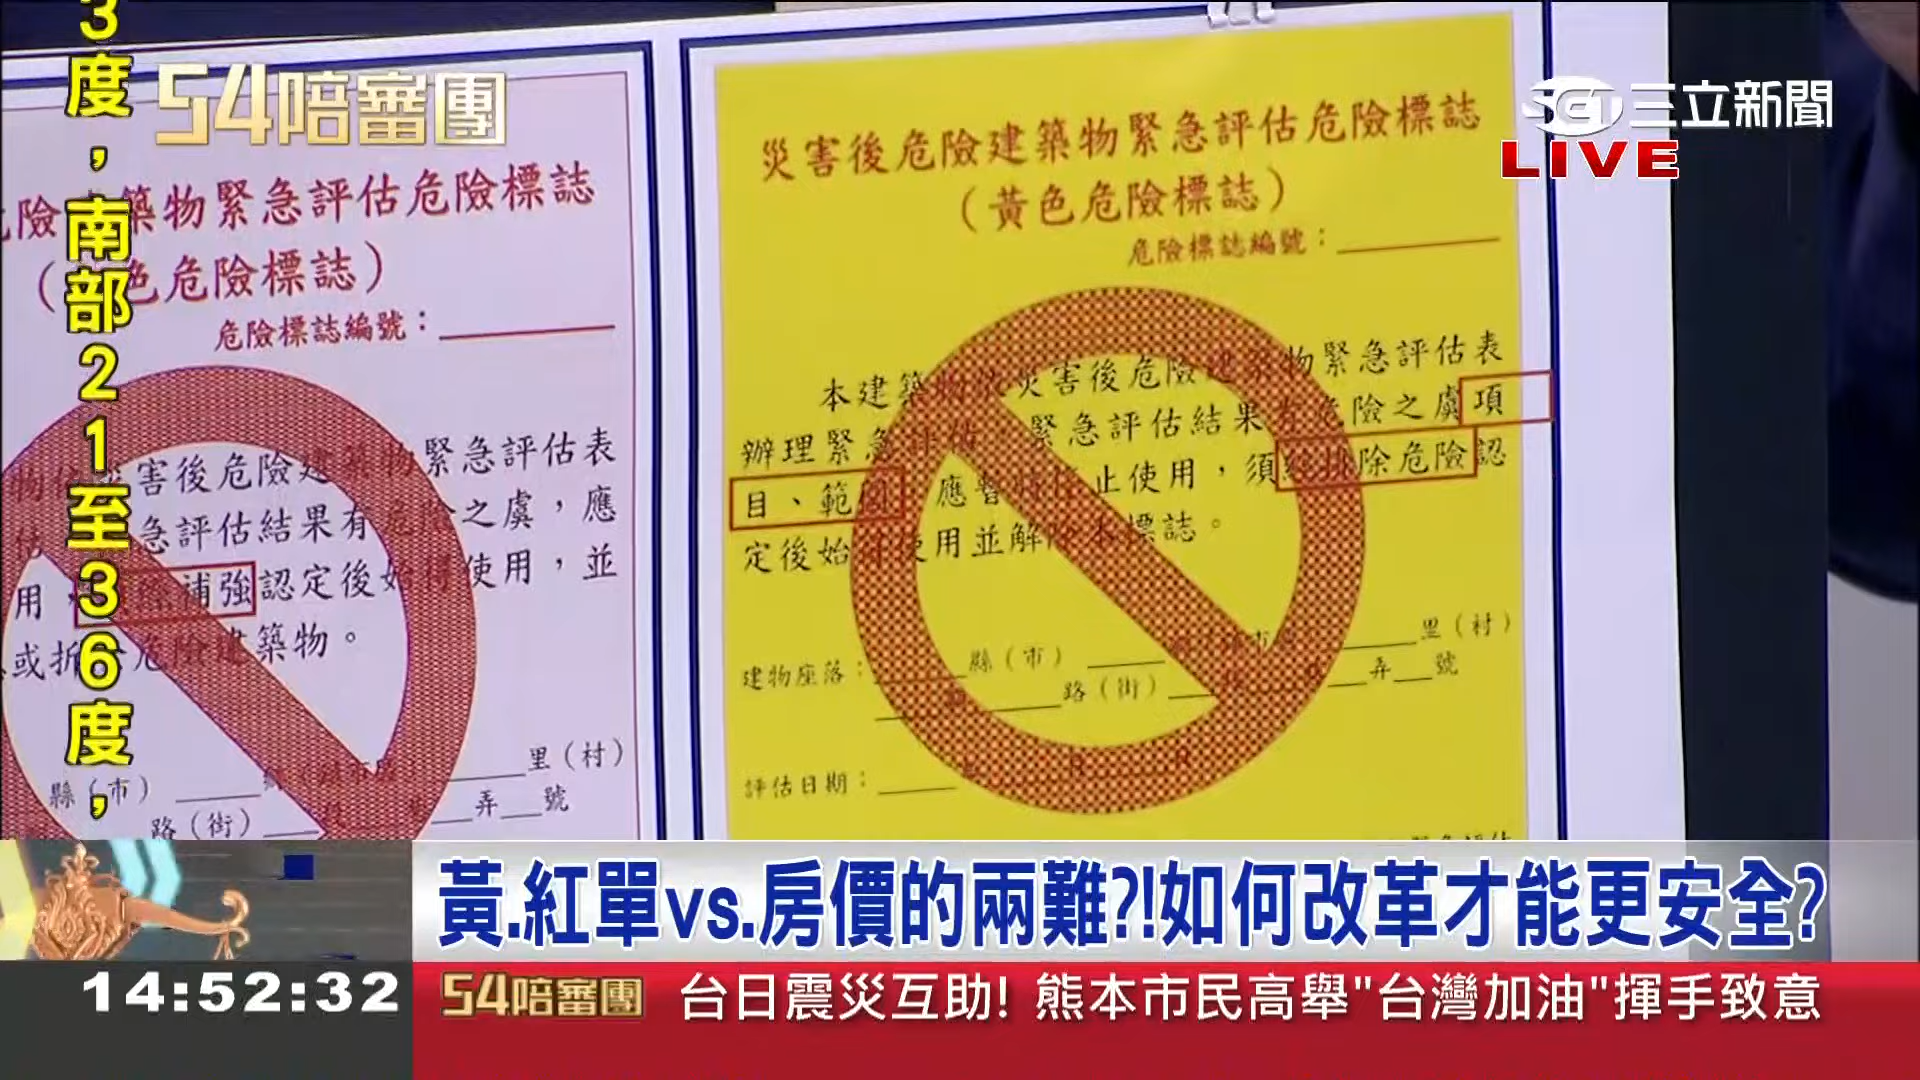 3度，南部21至36度，
54陪審團
SET三立新聞
LIVE
險 築物緊急評估危險標誌
（ 色危險標誌）
危險標誌編號：
害後危險建築物緊急評估表
急評估結果有危險之虞，應
用， 補強認定後始得使用，並
或拆 危險建築物。
里（村）
縣（市）
路（街） 段 巷 弄 號
災害後危險建築物緊急評估危險標誌
（黃色危險標誌）
危險標誌編號：
本建築物依災害後危險建築物緊急評估表
辦理緊急評估，緊急評估結果有危險之虞項
目、範圍，應暫 停止使用，須經排除危險認
定後始得使用並解除本標誌。
縣（市） 里（村）
建物座落： 路（街） 弄 號
評估日期：
黃.紅單vs.房價的兩難?!如何改革才能更安全?
14:52:32
54陪審團 台日震災互助! 熊本市民高舉"台灣加油"揮手致意